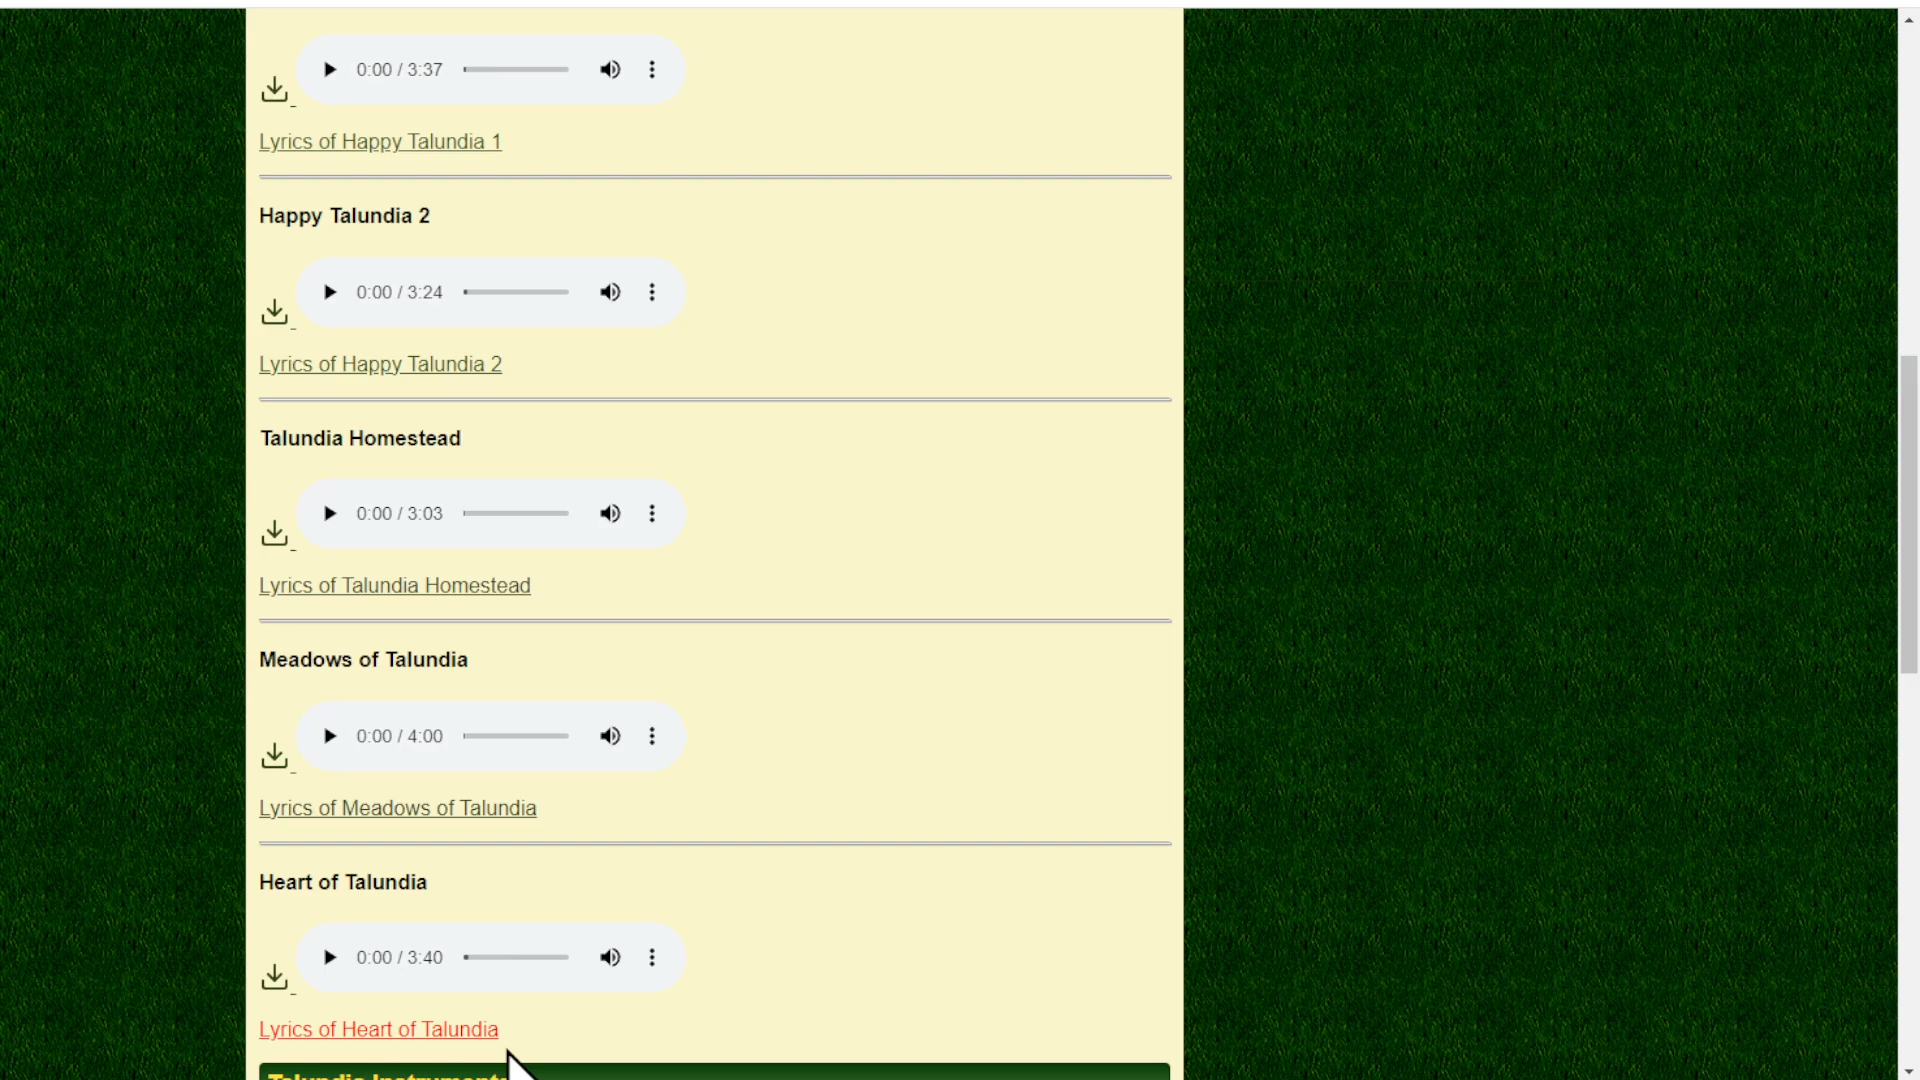 0:00 / 3:37
Lyrics of Happy Talundia 1
Happy Talundia 2
0:00 / 3:24
Lyrics of Happy Talundia 2
Talundia Homestead
0:00 / 3:03
Lyrics of Talundia Homestead
Meadows of Talundia
0:00 / 4:00
Lyrics of Meadows of Talundia
Heart of Talundia
0:00 / 3:40
Lyrics of Heart of Talundia